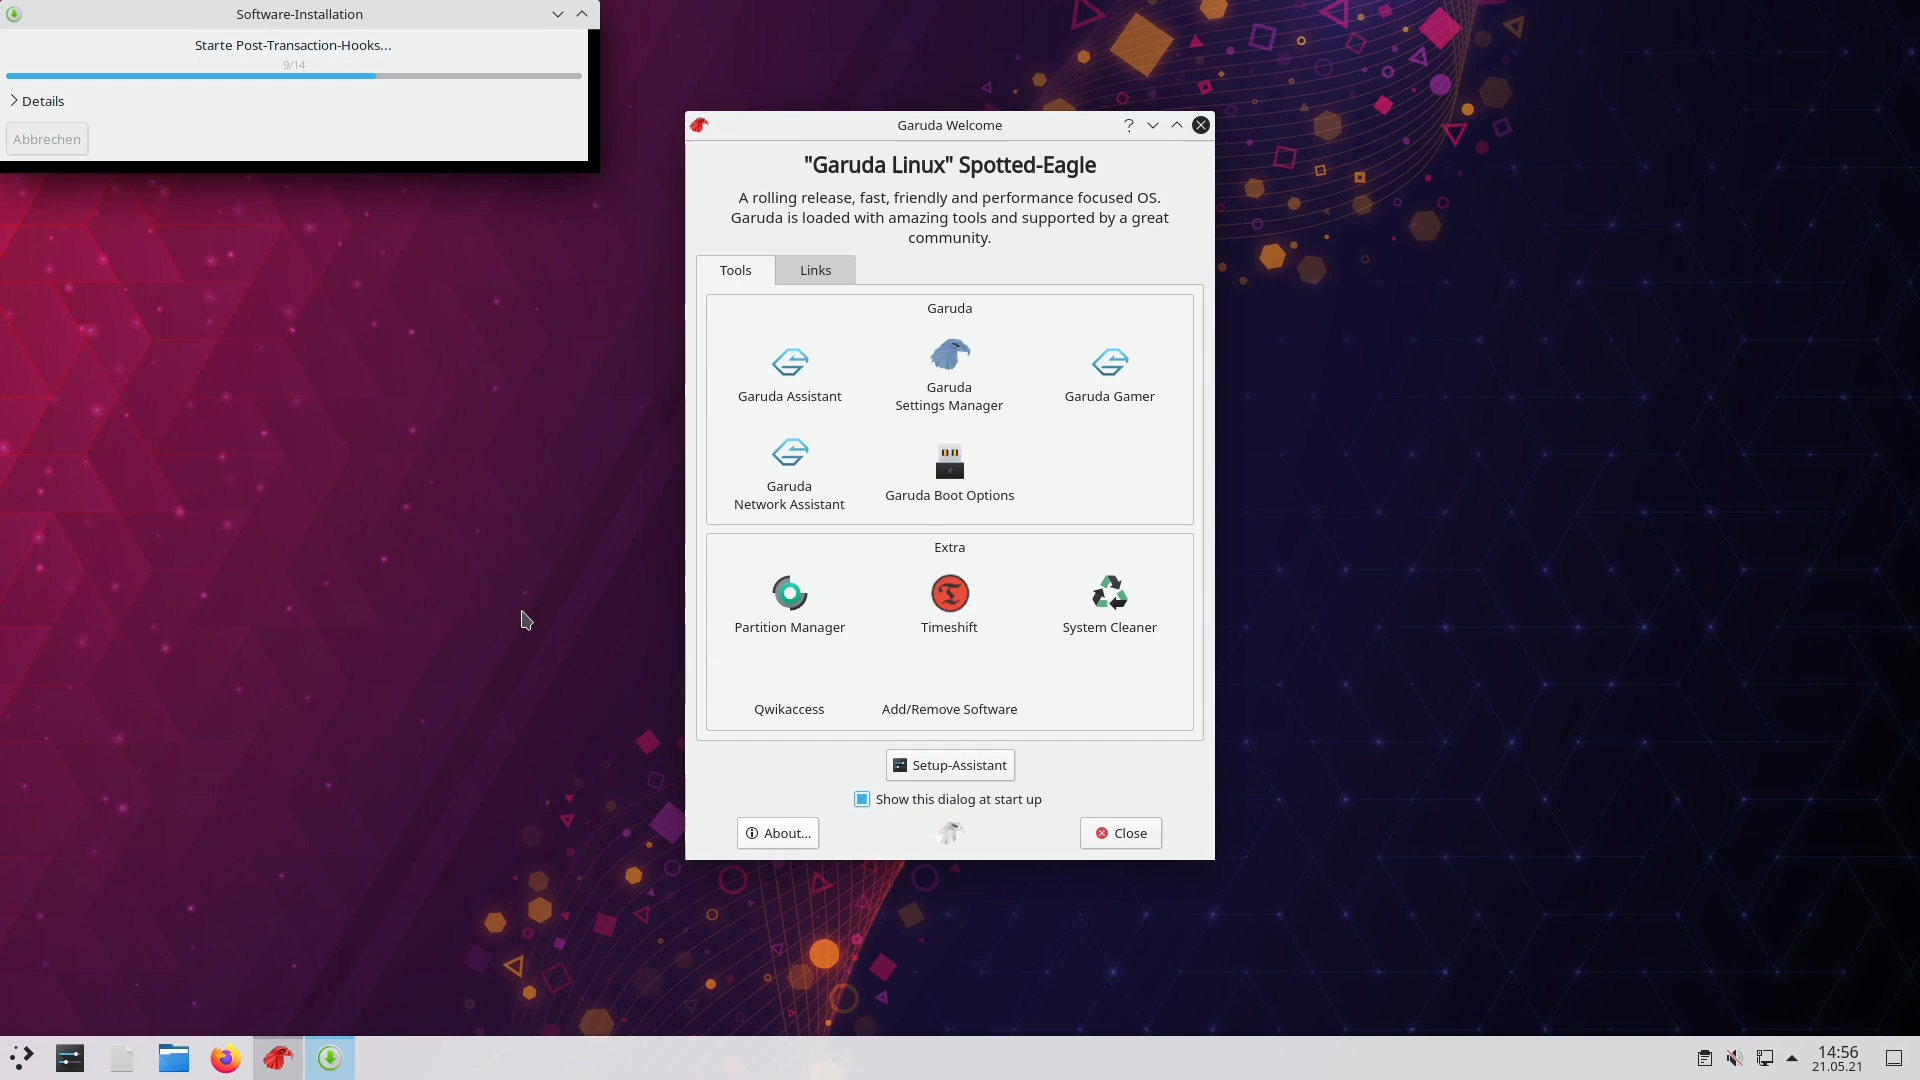 Software-Installation
Starte Post-Transaction-Hooks...
9/14
Details
Abbrechen
Garuda Welcome
"Garuda Linux" Spotted-Eagle
A rolling release, fast, friendly and performance focused OS.
Garuda is loaded with amazing tools and supported by a great
community.
Tools
Links
Garuda
Garuda Assistant
Garuda
Settings Manager
Garuda Gamer
Garuda
Network Assistant
Garuda Boot Options
Extra
Partition Manager
Timeshift
System Cleaner
Qwikaccess
Add/Remove Software
Setup-Assistant
Show this dialog at start up
About...
Close
14:56
21.05.21